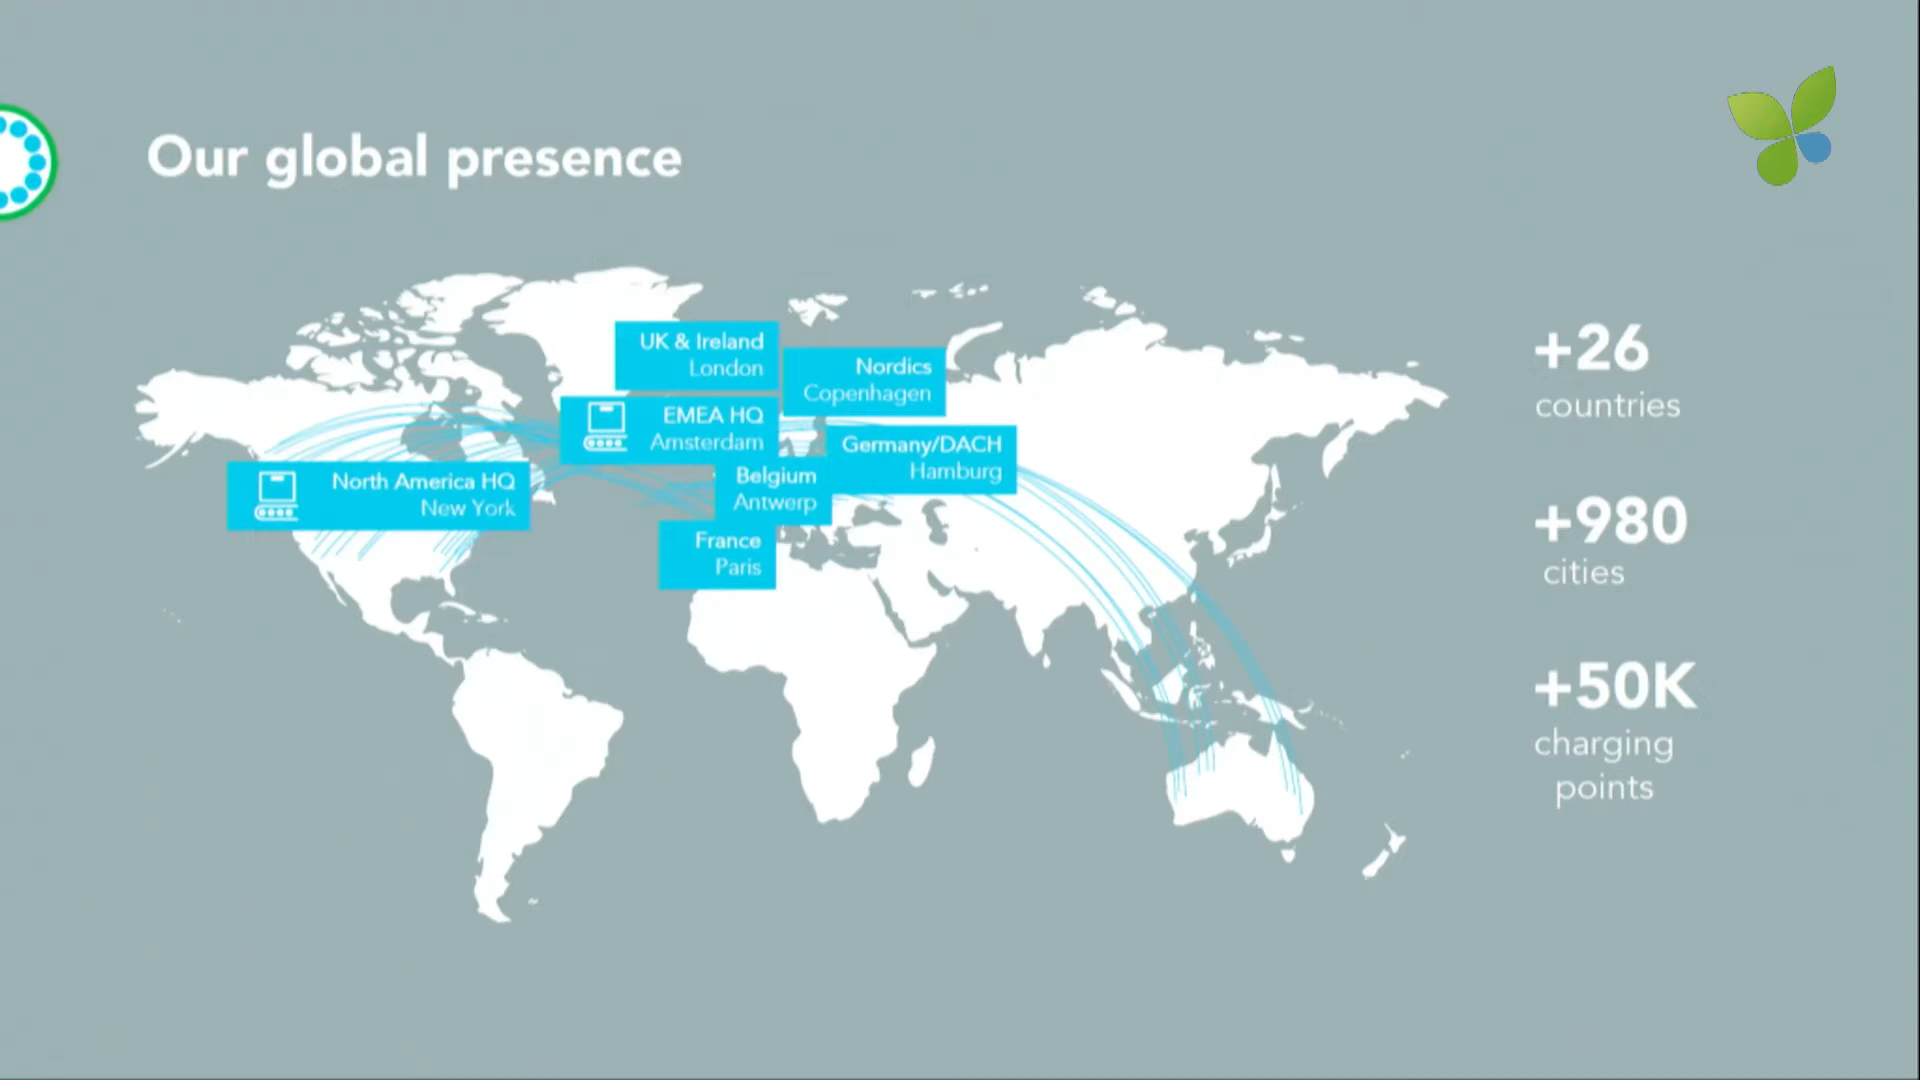 Our global presence
UK & Ireland
London
Nordics
Copenhagen
EMEA HQ
Amsterdam
Germany/DACH
Hamburg
North America HQ
New York
Belgium
Antwerp
France
Paris
+26
countries
+980
cities
+50K
charging
points